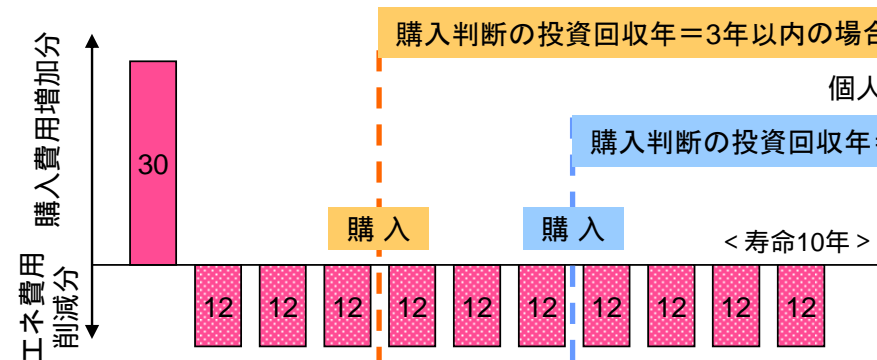 購入判断の投資回収年＝3年以内の場合
個人
購入判断の投資回収年
購入費用増加分
30
購 入
購 入
＜寿命10年＞
エネ費用
削減分
12 12 12 12 12 12 12 12 12 12